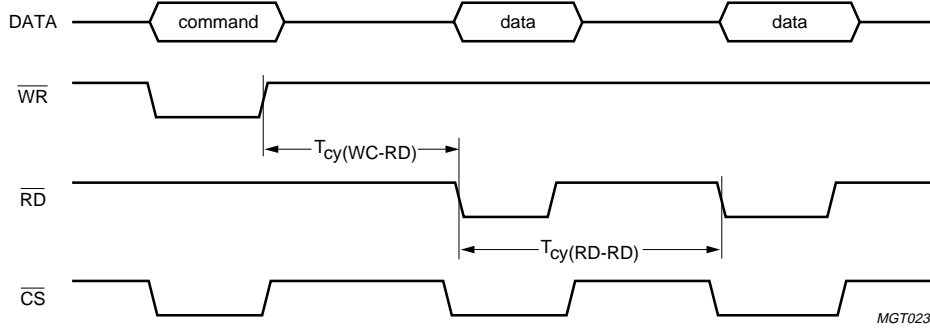 DATA command data data
WR
Tcy(WC-RD)
RD
Tcy(RD-RD)
CS
MGT023